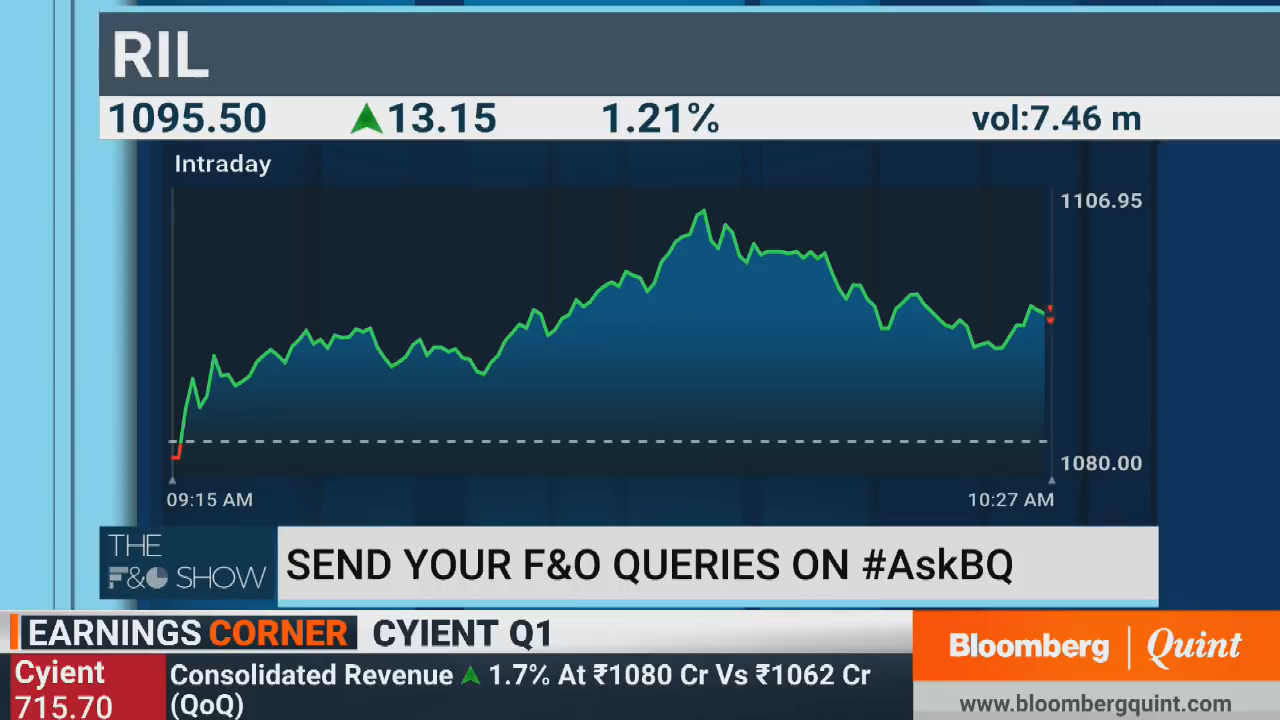 RIL
1095.50 ▲13.15 1.21% vol:7.46 m
Intraday
1106.95
1080.00
09:15 AM 10:27 AM
THE
F&O SHOW
SEND YOUR F&O QUERIES ON #AskBQ
EARNINGS CORNER CYIENT Q1
Bloomberg | Quint
Cyient
715.70
Consolidated Revenue ▲ 1.7% At ₹1080 Cr Vs ₹1062 Cr
(QoQ)
www.bloombergquint.com